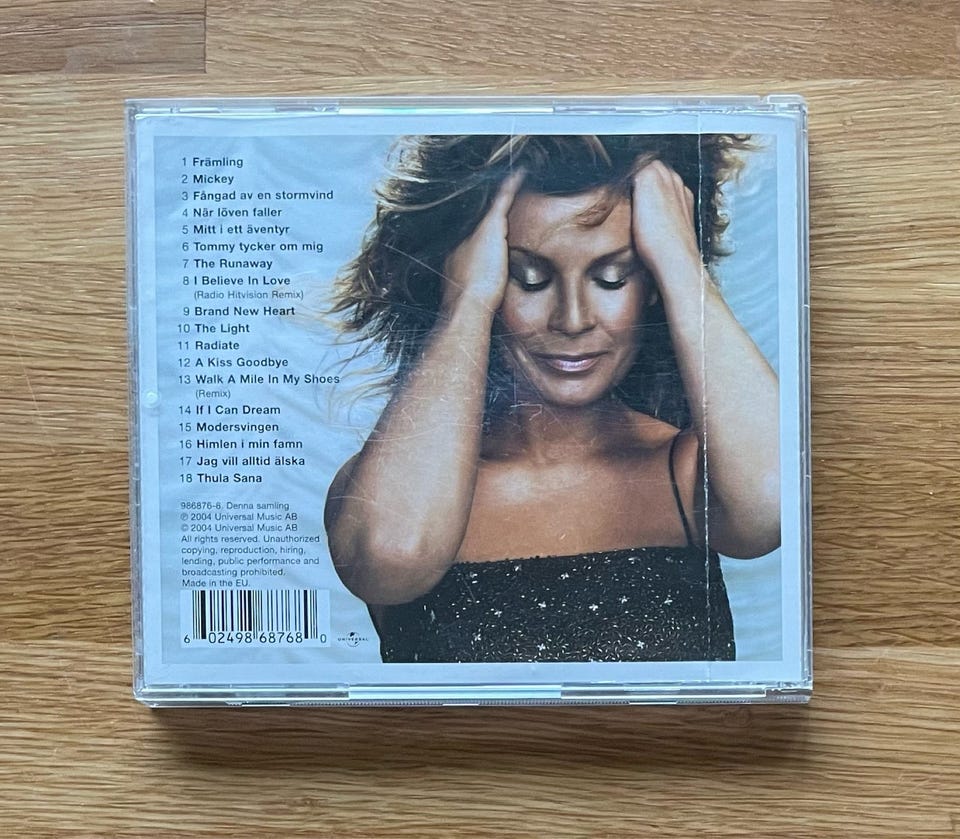 1 Främling
2 Mickey
3 Fångad av en stormvind
4 När löven faller
5 Mitt i ett äventyr
6 Tommy tycker om mig
7 The Runaway
8 I Believe In Love
(Radio Hitvision Remix)
9 Brand New Heart
10 The Light
11 Radiate
12 A Kiss Goodbye
13 Walk A Mile In My Shoes
(Remix)
14 If I Can Dream
15 Modersvingen
16 Himlen i min famn
17 Jag vill alltid älska
18 Thula Sana
986876-8. Denna samling
℗ 2004 Universal Music AB
© 2004 Universal Music AB
All rights reserved. Unauthorized
copying, reproduction, hiring,
lending, public performance and
broadcasting prohibited.
Made in the EU.
6 02498 68768 0
UNIVERSAL